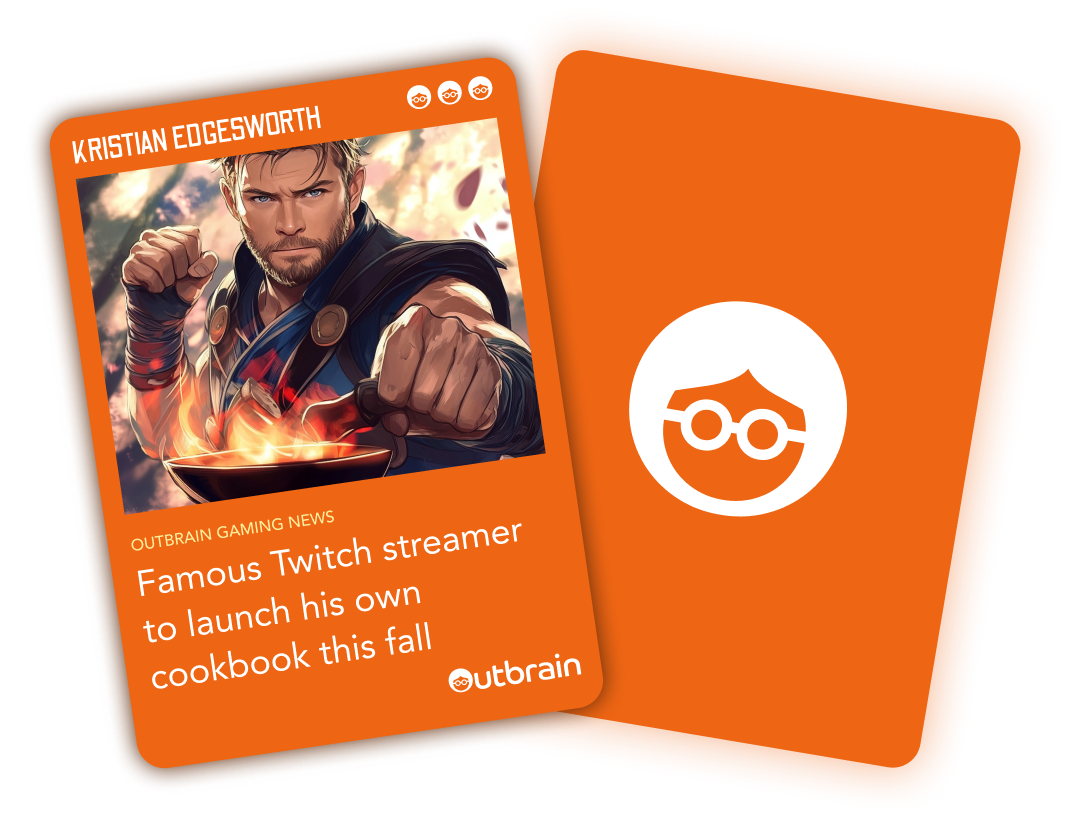 KRISTIAN EDGESWORTH
OUTBRAIN GAMING NEWS
Famous Twitch streamer
to launch his own
cookbook this fall
Outbrain